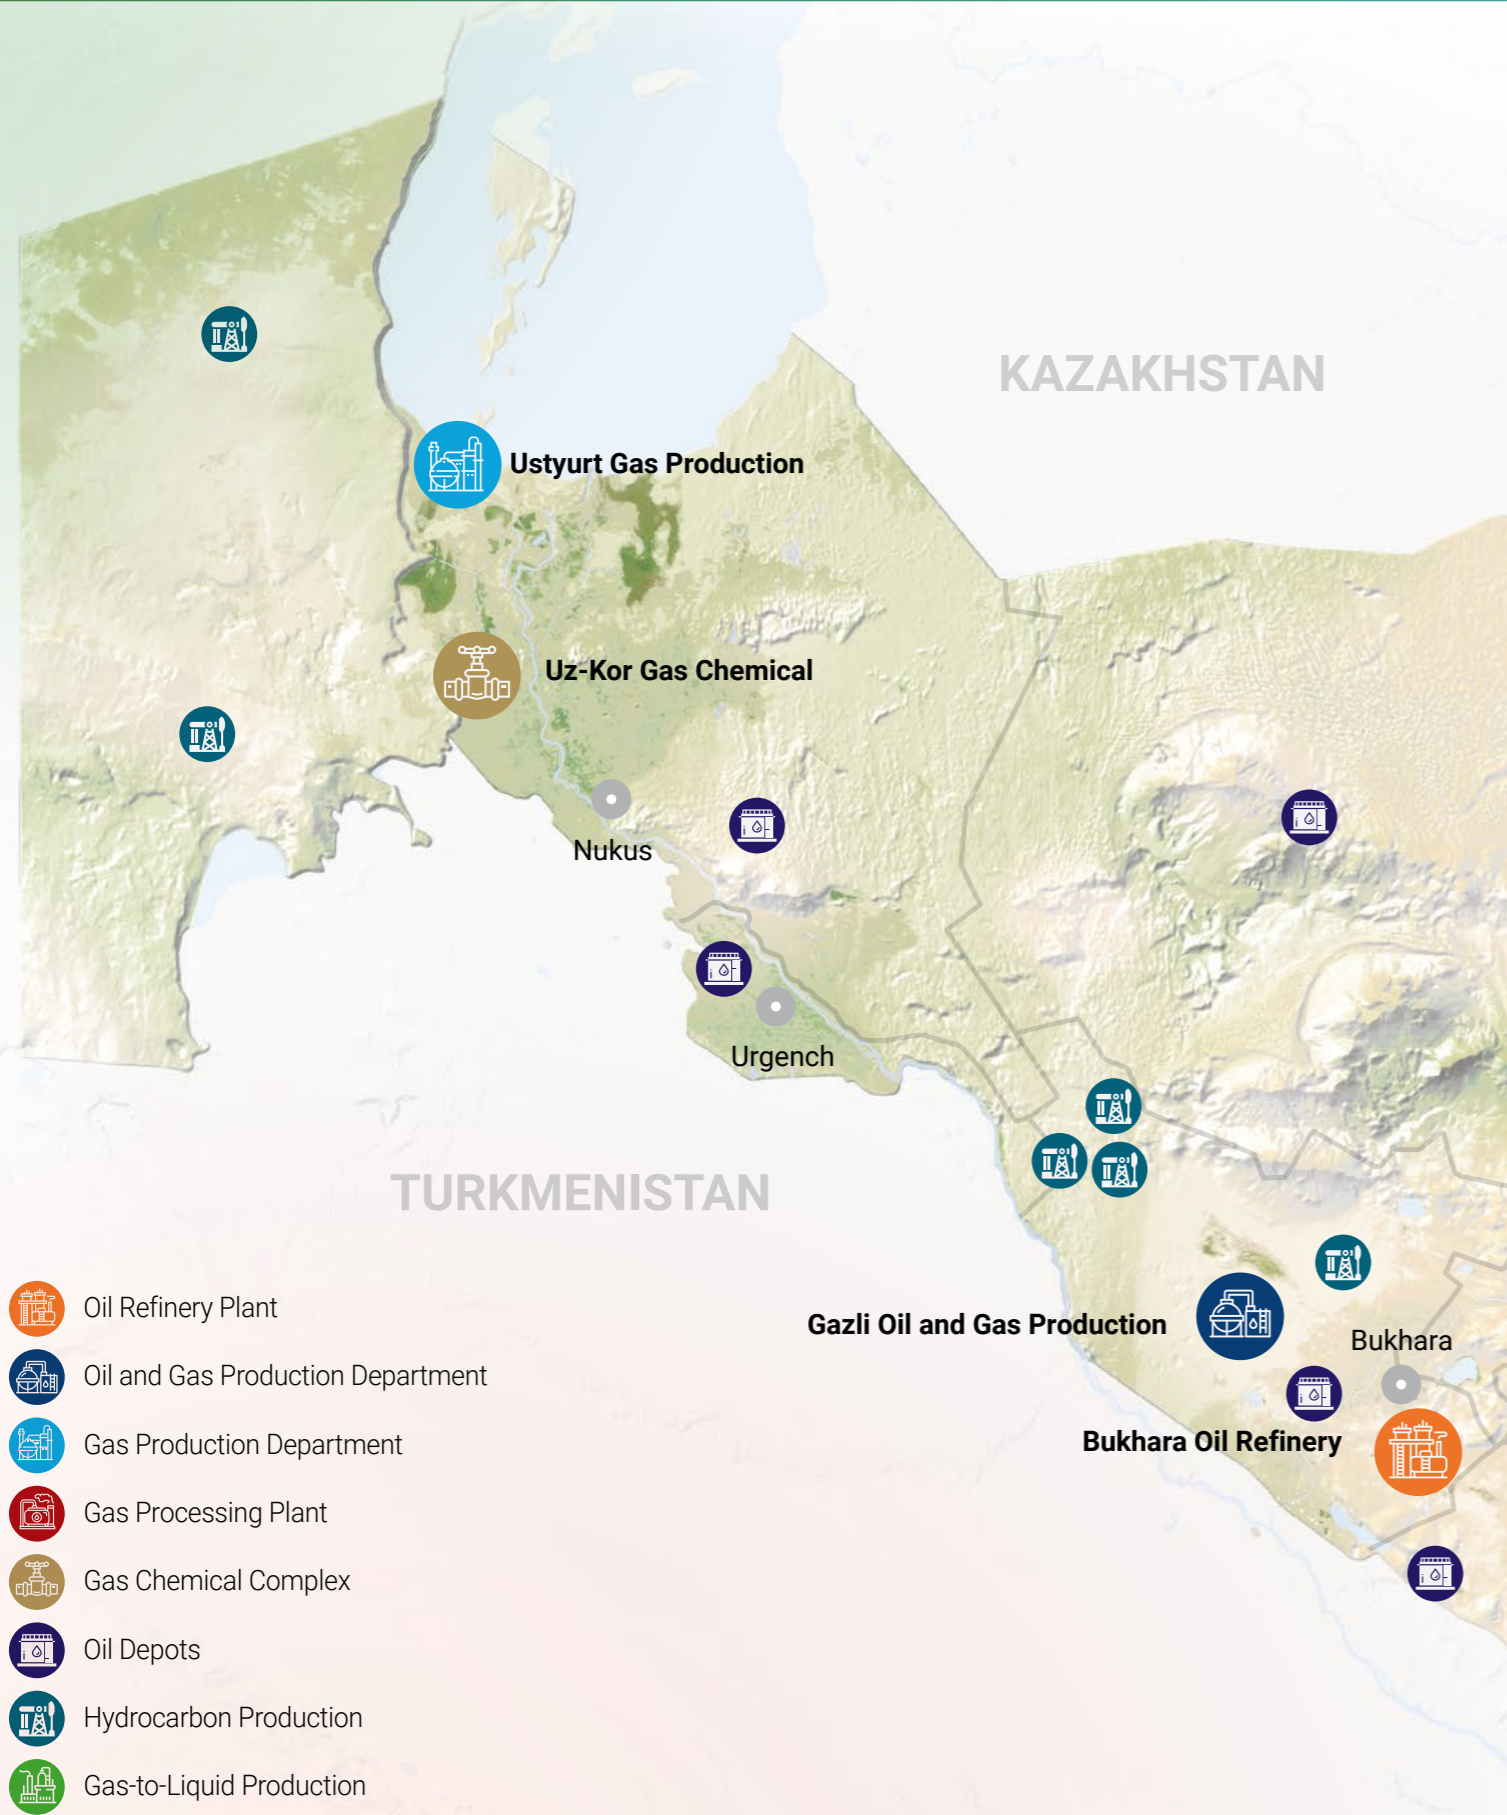 KAZAKHSTAN
Ustyurt Gas Production
Uz-Kor Gas Chemical
Nukus
Urgench
TURKMENISTAN
Gazli Oil and Gas Production
Bukhara
Bukhara Oil Refinery
Oil Refinery Plant
Oil and Gas Production Department
Gas Production Department
Gas Processing Plant
Gas Chemical Complex
Oil Depots
Hydrocarbon Production
Gas-to-Liquid Production